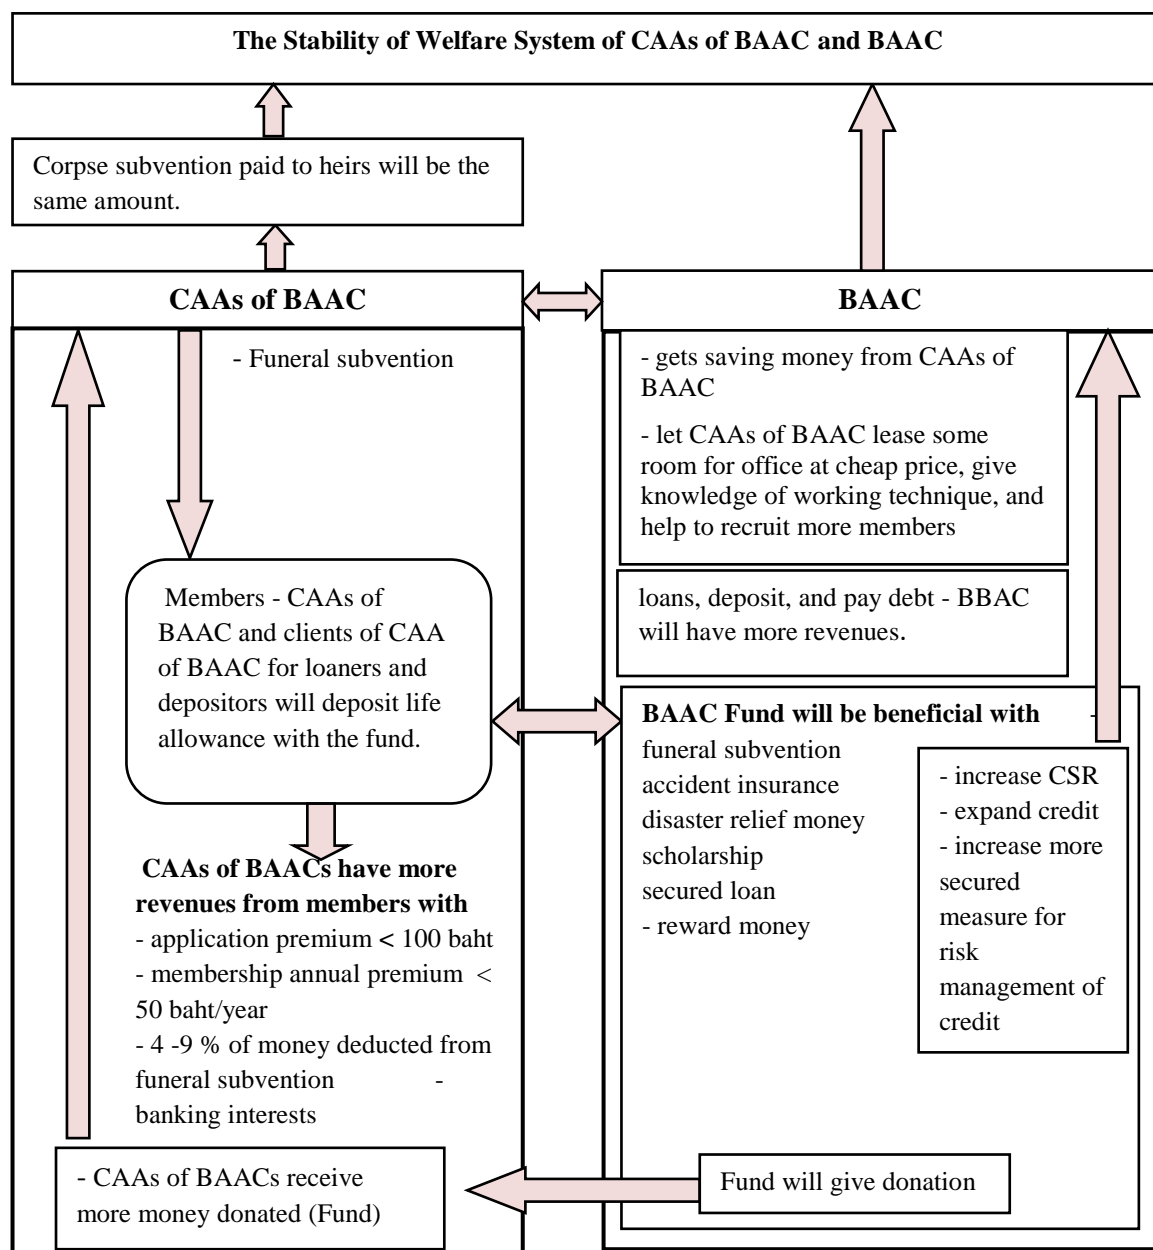 The Stability of Welfare System of CAAs of BAAC and BAAC
Corpse subvention paid to heirs will be the
same amount.
CAAs of BAAC
- Funeral subvention
Members - CAAs of
BAAC and clients of CAA
of BAAC for loaners and
depositors will deposit life
allowance with the fund.
CAAs of BAACs have more
revenues from members with
- application premium < 100 baht
- membership annual premium <
50 baht/year
- 4 -9 % of money deducted from
funeral subvention -
banking interests
- CAAs of BAACs receive
more money donated (Fund)
BAAC
- gets saving money from CAAs of
BAAC
- let CAAs of BAAC lease some
room for office at cheap price, give
knowledge of working technique, and
help to recruit more members
loans, deposit, and pay debt - BBAC
will have more revenues.
BAAC Fund will be beneficial with -
funeral subvention
accident insurance
disaster relief money
scholarship
secured loan
- reward money
- increase CSR
- expand credit
- increase more
secured
measure for
risk
management of
credit
Fund will give donation